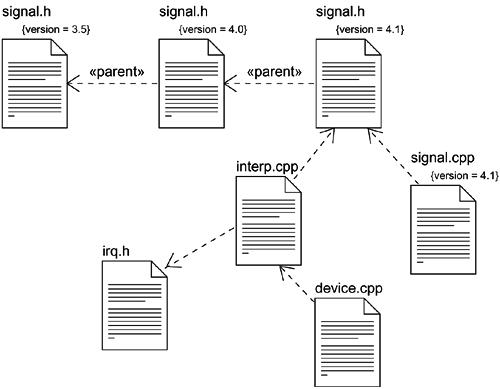 signal.h
{version = 3.5}
signal.h
{version = 4.0}
signal.h
{version = 4.1}
«parent»
«parent»
interp.cpp
signal.cpp
{version = 4.1}
irq.h
device.cpp